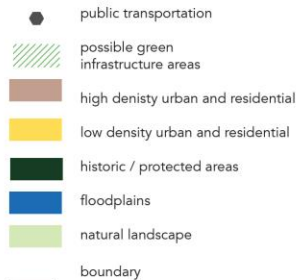 public transportation
possible green
infrastructure areas
high denisty urban and residential
low density urban and residential
historic / protected areas
floodplains
natural landscape
boundary